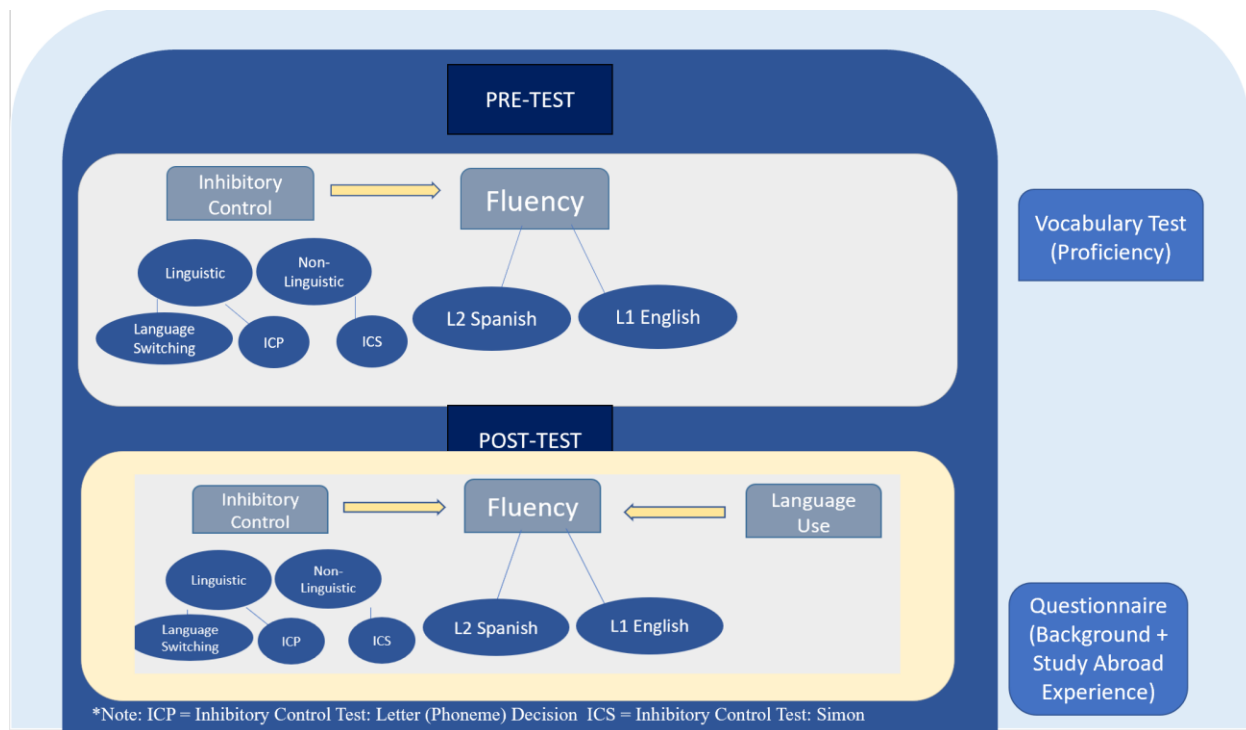 PRE-TEST
Inhibitory
Control
Fluency
Linguistic
Non-
Linguistic
Language
Switching
ICP
ICS
L2 Spanish
L1 English
Vocabulary Test
(Proficiency)
POST-TEST
Inhibitory
Control
Fluency
Language
Use
Linguistic
Non-
Linguistic
Language
Switching
ICP
ICS
L2 Spanish
L1 English
Questionnaire
(Background +
Study Abroad
Experience)
*Note: ICP = Inhibitory Control Test: Letter (Phoneme) Decision ICS = Inhibitory Control Test: Simon